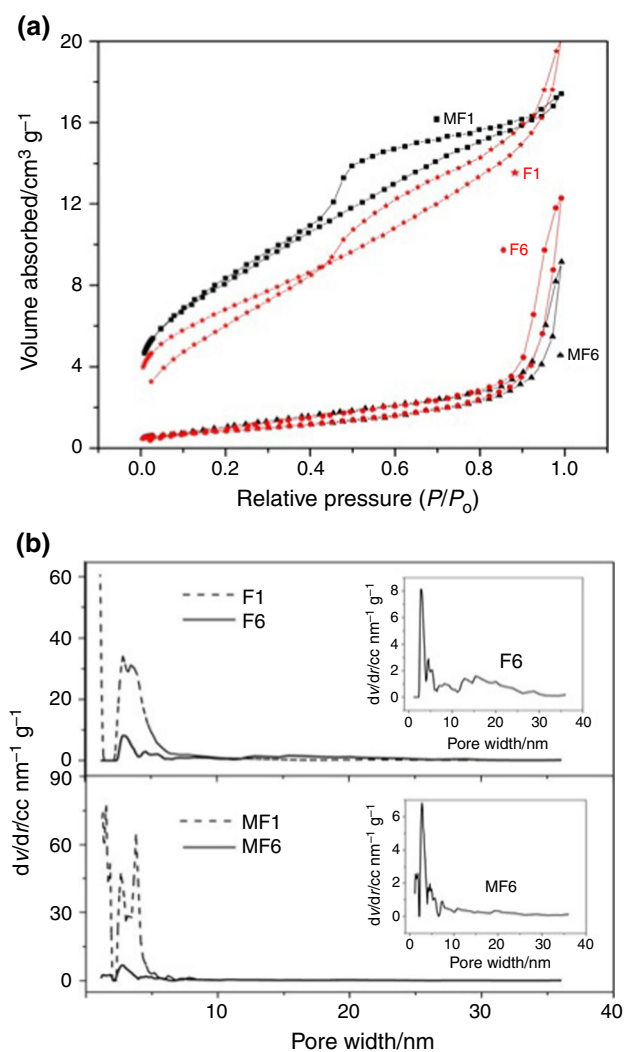 (a)
20
16
12
8
4
0
Volume absorbed/cm³ g⁻¹
MF1
F1
F6
MF6
0.0 0.2 0.4 0.6 0.8 1.0
Relative pressure (P/Pₒ)
(b)
60
40
20
0
dv/dr/cc nm⁻¹ g⁻¹
F1
F6
8
6
4
2
0
dv/dr/cc nm⁻¹ g⁻¹
F6
0 10 20 30 40
Pore width/nm
90
60
30
0
MF1
MF6
6
4
2
0
dv/dr/cc nm⁻¹ g⁻¹
MF6
0 10 20 30 40
Pore width/nm
10 20 30 40
Pore width/nm